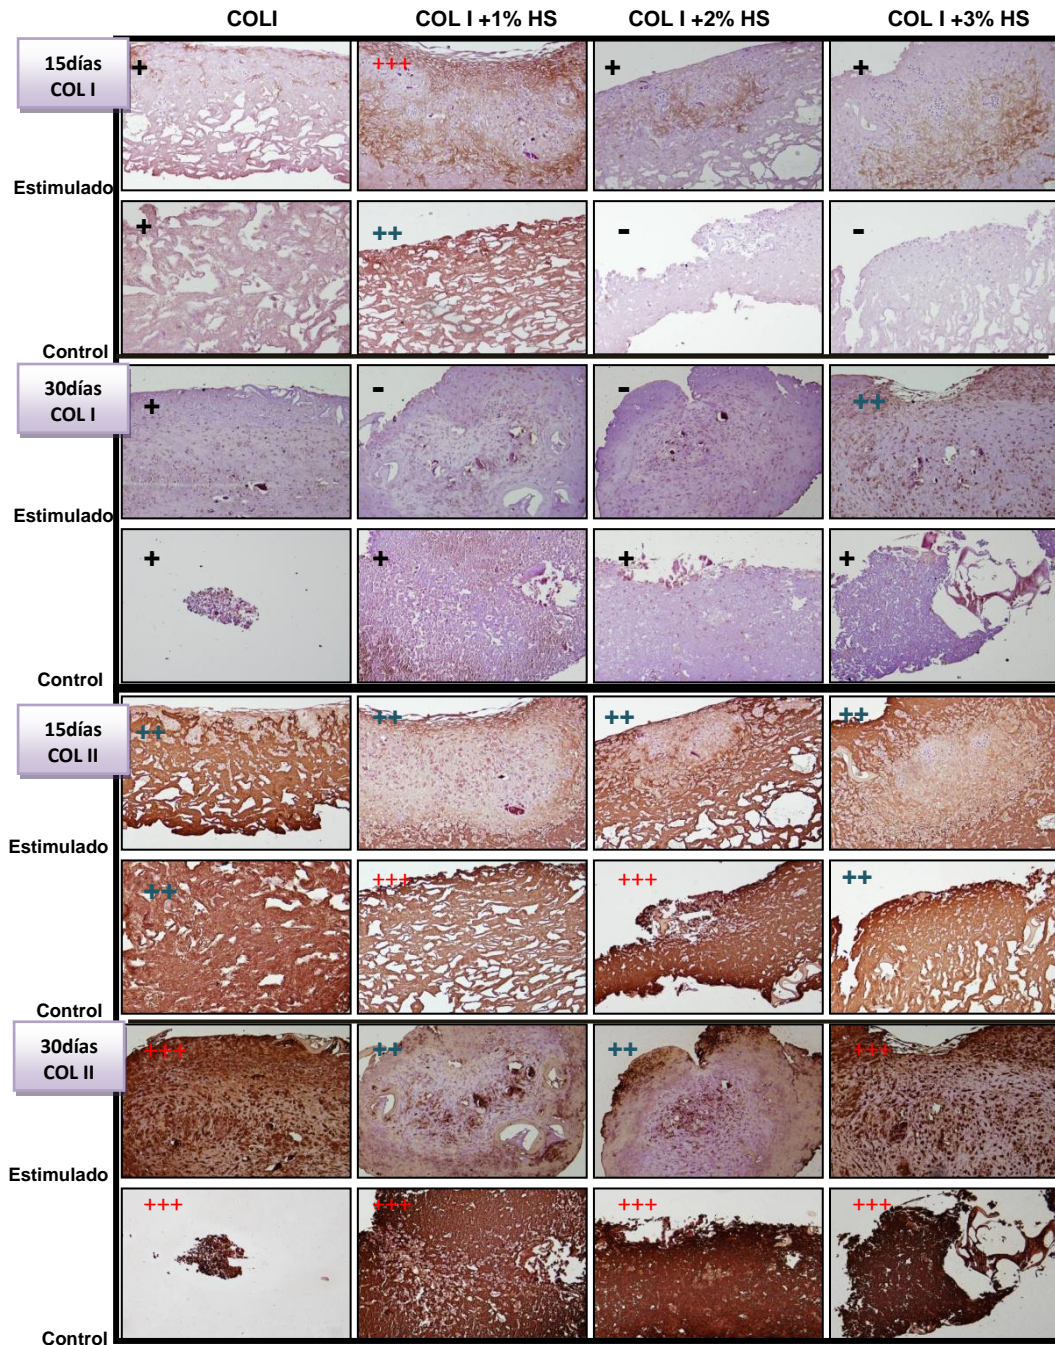 COLI COL I +1% HS COL I +2% HS COL I +3% HS
15días
COL I
+ +++ + +
Estimulado
+ ++ - -
Control
30días
COL I
+ - - ++
Estimulado
+ + + +
Control
15días
COL II
++ ++ ++ ++
Estimulado
++ +++ +++ ++
Control
30días
COL II
+++ ++ ++ +++
Estimulado
+++ +++ +++ +++
Control